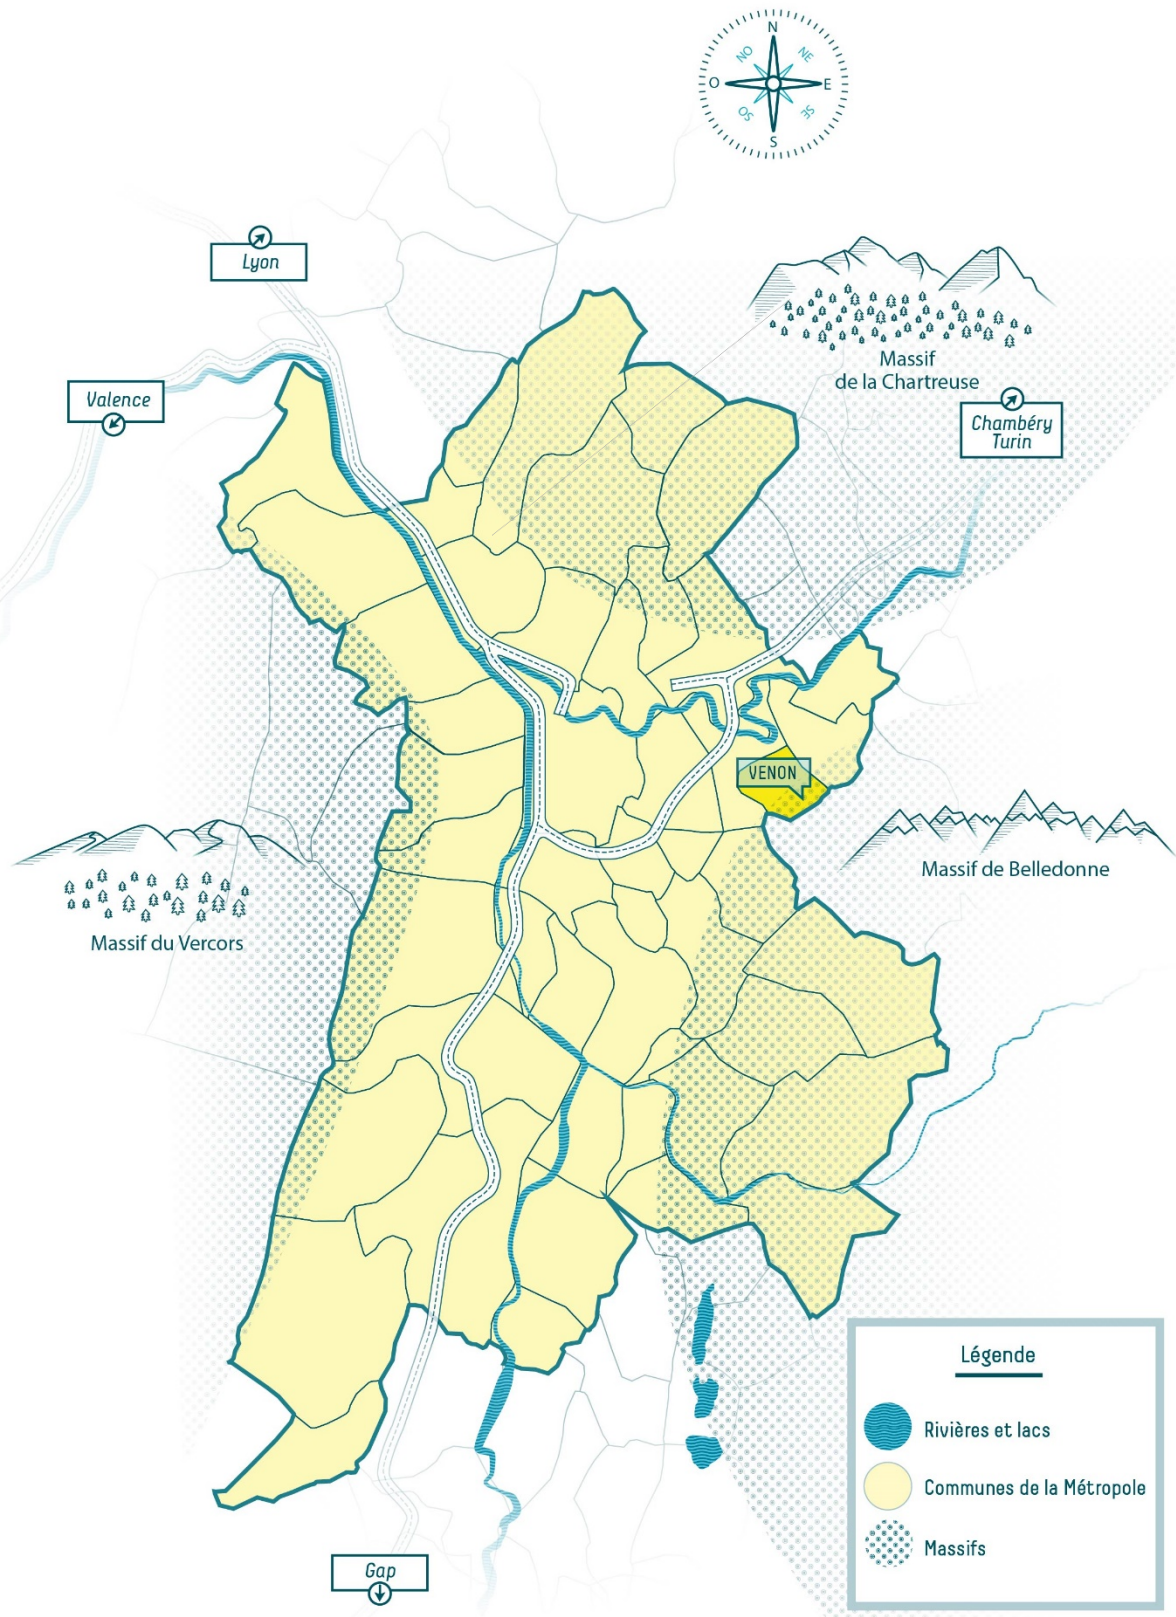 N
NO
NE
O
E
SO
SE
S
Lyon
Massif
de la Chartreuse
Valence
Chambéry
Turin
VENON
Massif de Belledonne
Massif du Vercors
Légende
Rivières et lacs
Communes de la Métropole
Massifs
Gap